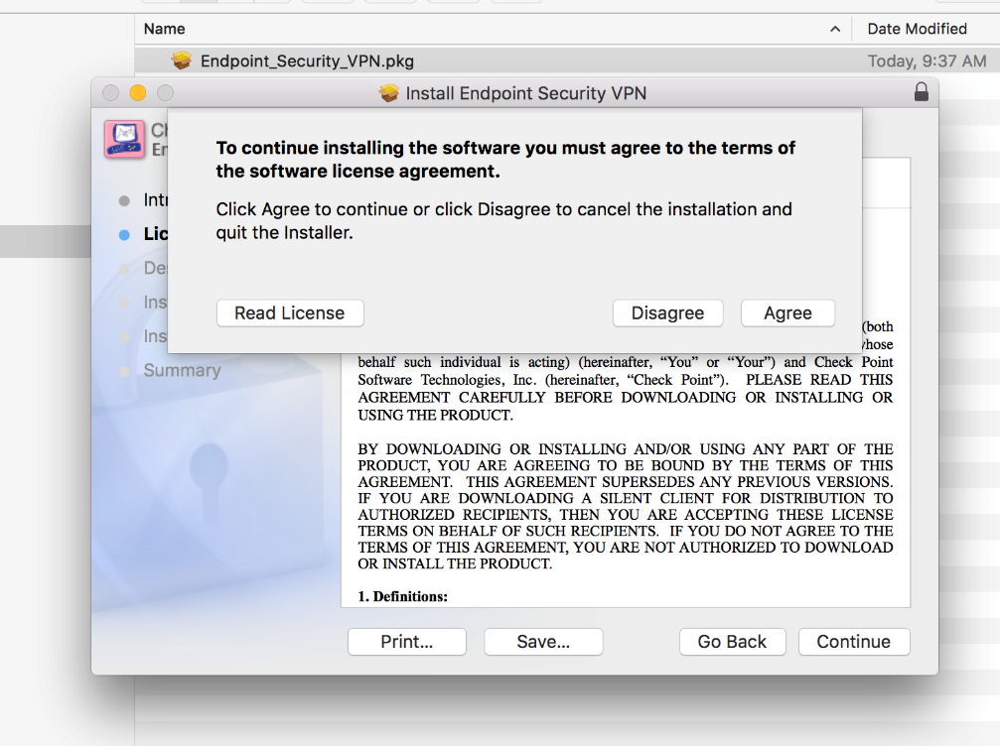 Name
Date Modified
Endpoint_Security_VPN.pkg
Today, 9:37 AM
Install Endpoint Security VPN
To continue installing the software you must agree to the terms of
the software license agreement.
Click Agree to continue or click Disagree to cancel the installation and
quit the Installer.
Read License
Disagree
Agree
Ch
En
Intr
Lic
Des
Ins
Ins
Summary
(both
behalf such individual is acting) (hereinafter, “You” or “Your”) and Check Point
Software Technologies, Inc. (hereinafter, “Check Point”). PLEASE READ THIS
AGREEMENT CAREFULLY BEFORE DOWNLOADING OR INSTALLING OR
USING THE PRODUCT.
BY DOWNLOADING OR INSTALLING AND/OR USING ANY PART OF THE
PRODUCT, YOU ARE AGREEING TO BE BOUND BY THE TERMS OF THIS
AGREEMENT. THIS AGREEMENT SUPERSEDES ANY PREVIOUS VERSIONS.
IF YOU ARE DOWNLOADING A SILENT CLIENT FOR DISTRIBUTION TO
AUTHORIZED RECIPIENTS, THEN YOU ARE ACCEPTING THESE LICENSE
TERMS ON BEHALF OF SUCH RECIPIENTS. IF YOU DO NOT AGREE TO THE
TERMS OF THIS AGREEMENT, YOU ARE NOT AUTHORIZED TO DOWNLOAD
OR INSTALL THE PRODUCT.
1. Definitions:
Print...
Save...
Go Back
Continue